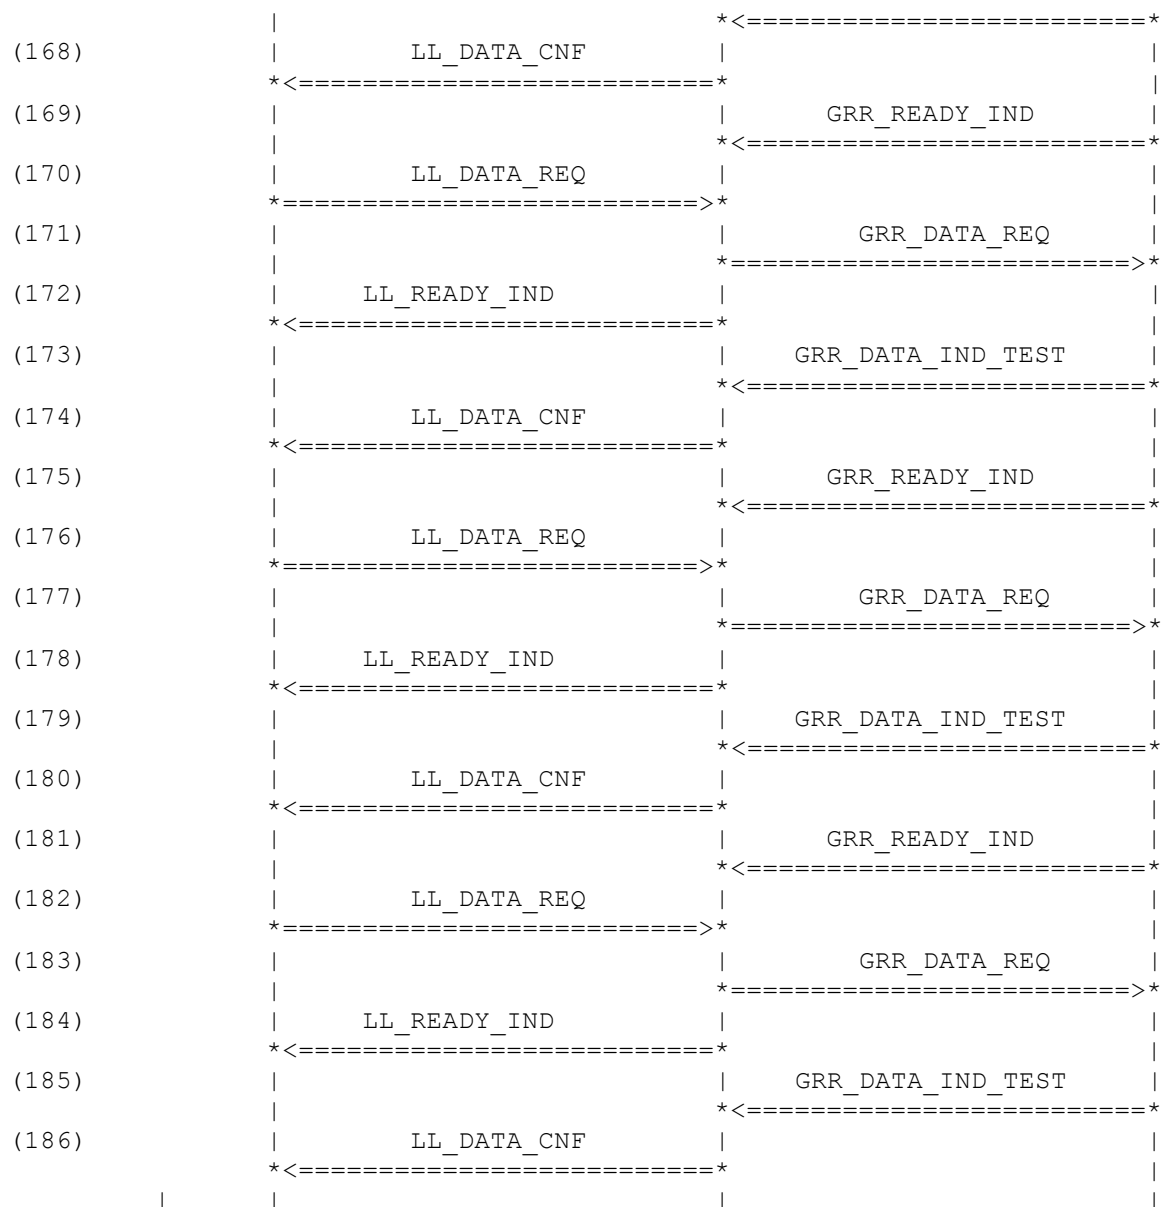 | *<=========================*
(168) | LL_DATA_CNF | |
*<==========================* |
(169) | | GRR_READY_IND |
| *<=========================*
(170) | LL_DATA_REQ | |
*==========================>* |
(171) | | GRR_DATA_REQ |
| *=========================>*
(172) | LL_READY_IND | |
*<==========================* |
(173) | | GRR_DATA_IND_TEST |
| *<=========================*
(174) | LL_DATA_CNF | |
*<==========================* |
(175) | | GRR_READY_IND |
| *<=========================*
(176) | LL_DATA_REQ | |
*==========================>* |
(177) | | GRR_DATA_REQ |
| *=========================>*
(178) | LL_READY_IND | |
*<==========================* |
(179) | | GRR_DATA_IND_TEST |
| *<=========================*
(180) | LL_DATA_CNF | |
*<==========================* |
(181) | | GRR_READY_IND |
| *<=========================*
(182) | LL_DATA_REQ | |
*==========================>* |
(183) | | GRR_DATA_REQ |
| *=========================>*
(184) | LL_READY_IND | |
*<==========================* |
(185) | | GRR_DATA_IND_TEST |
| *<=========================*
(186) | LL_DATA_CNF | |
*<==========================* |
| | | |